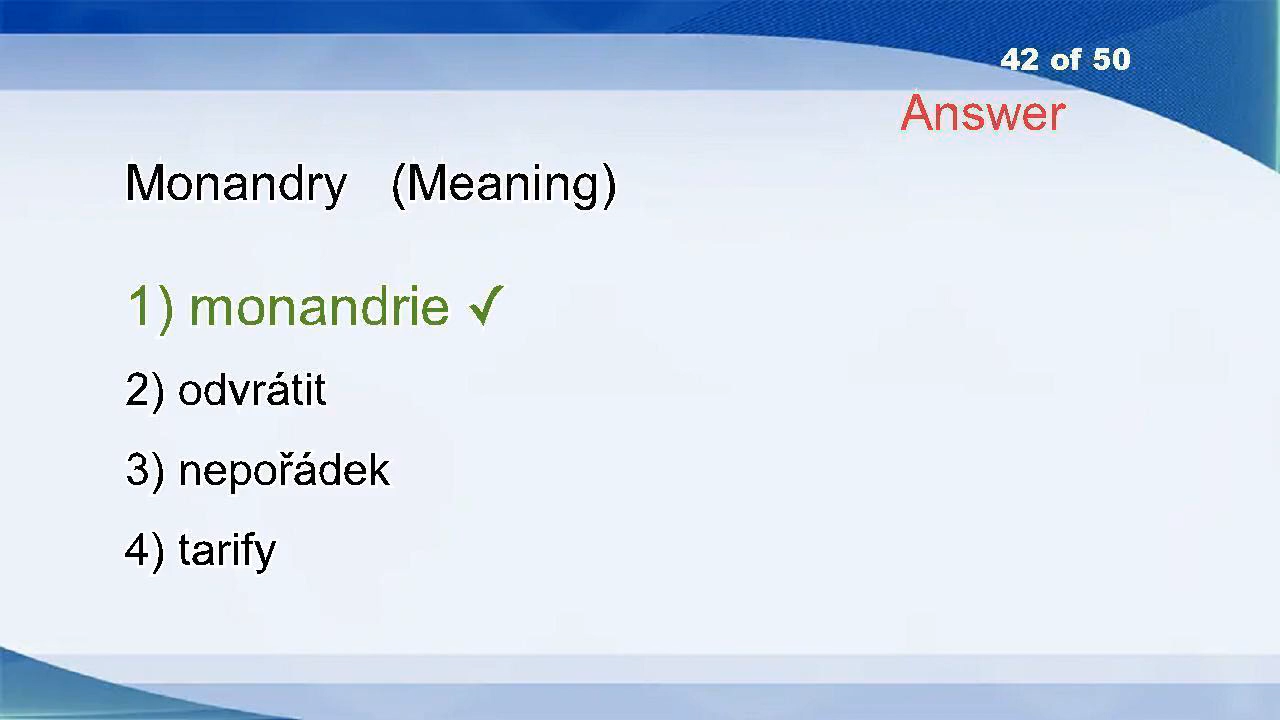 42 of 50
Answer
Monandry (Meaning)
1) monandrie ✓
2) odvrátit
3) nepořádek
4) tarify